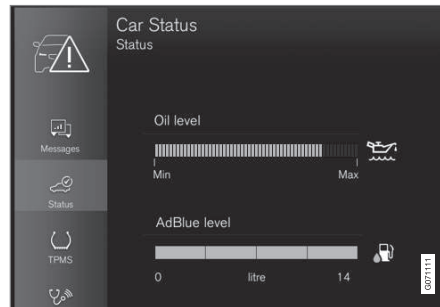 Car Status
Status
Messages
Status
TPMS
Oil level
Min Max
AdBlue level
0 litre 14
G071111